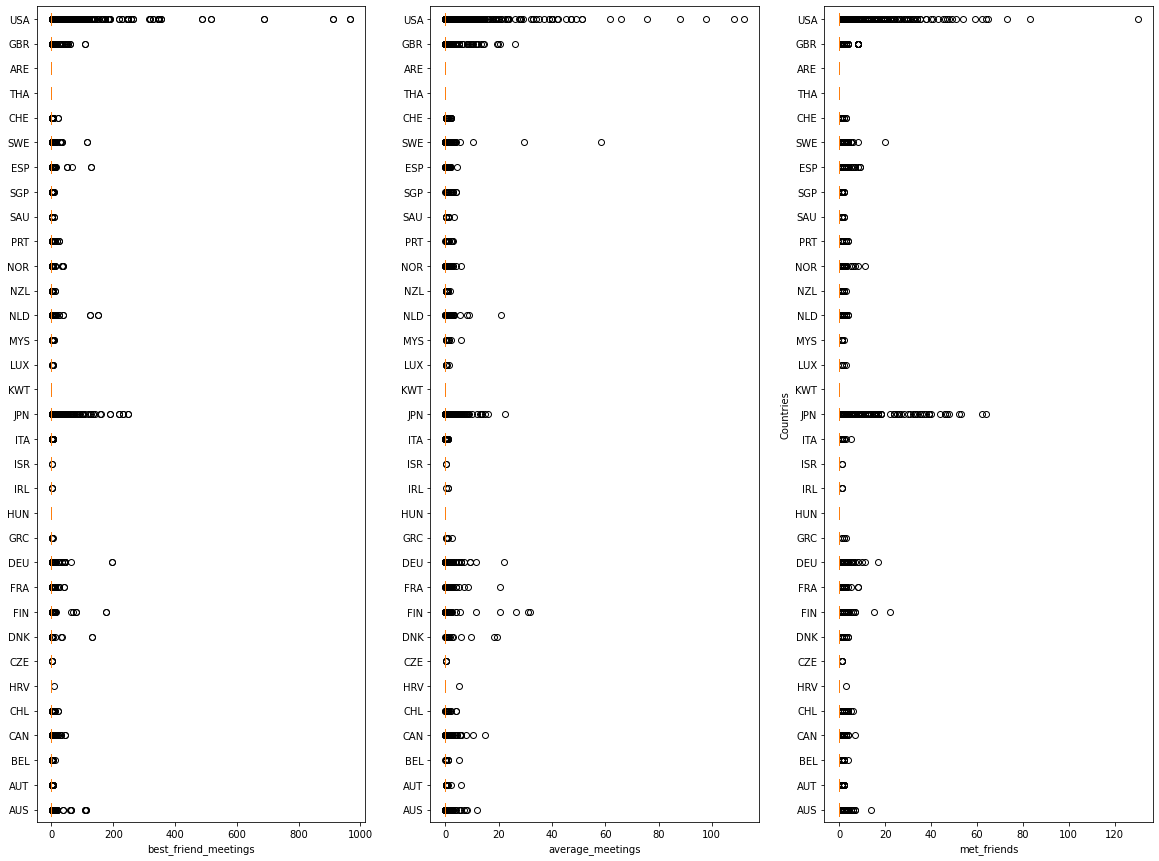 USA
GBR
ARE
THA
CHE
SWE
ESP
SGP
SAU
PRT
NOR
NZL
NLD
MYS
LUX
KWT
JPN
ITA
ISR
IRL
HUN
GRC
DEU
FRA
FIN
DNK
CZE
HRV
CHL
CAN
BEL
AUT
AUS
0 200 400 600 800 1000
best_friend_meetings
USA
GBR
ARE
THA
CHE
SWE
ESP
SGP
SAU
PRT
NOR
NZL
NLD
MYS
LUX
KWT
JPN
ITA
ISR
IRL
HUN
GRC
DEU
FRA
FIN
DNK
CZE
HRV
CHL
CAN
BEL
AUT
AUS
0 20 40 60 80 100
average_meetings
Countries
USA
GBR
ARE
THA
CHE
SWE
ESP
SGP
SAU
PRT
NOR
NZL
NLD
MYS
LUX
KWT
JPN
ITA
ISR
IRL
HUN
GRC
DEU
FRA
FIN
DNK
CZE
HRV
CHL
CAN
BEL
AUT
AUS
0 20 40 60 80 100 120
met_friends